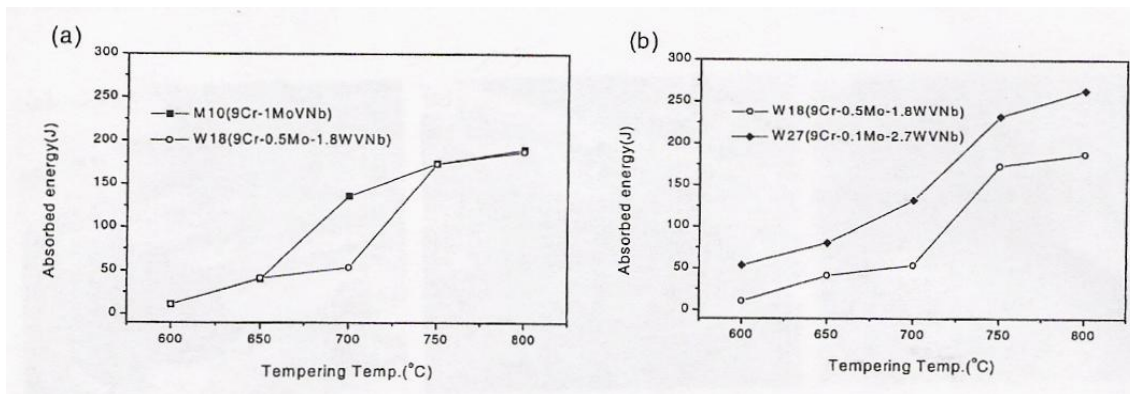 (a)
300
250
200
150
100
50
0
Absorbed energy(J)
M10(9Cr-1MoVNb)
W18(9Cr-0.5Mo-1.8WVNb)
600 650 700 750 800
Tempering Temp.(°C)
(b)
300
250
200
150
100
50
0
Absorbed energy(J)
W18(9Cr-0.5Mo-1.8WVNb)
W27(9Cr-0.1Mo-2.7WVNb)
600 650 700 750 800
Tempering Temp.(°C)